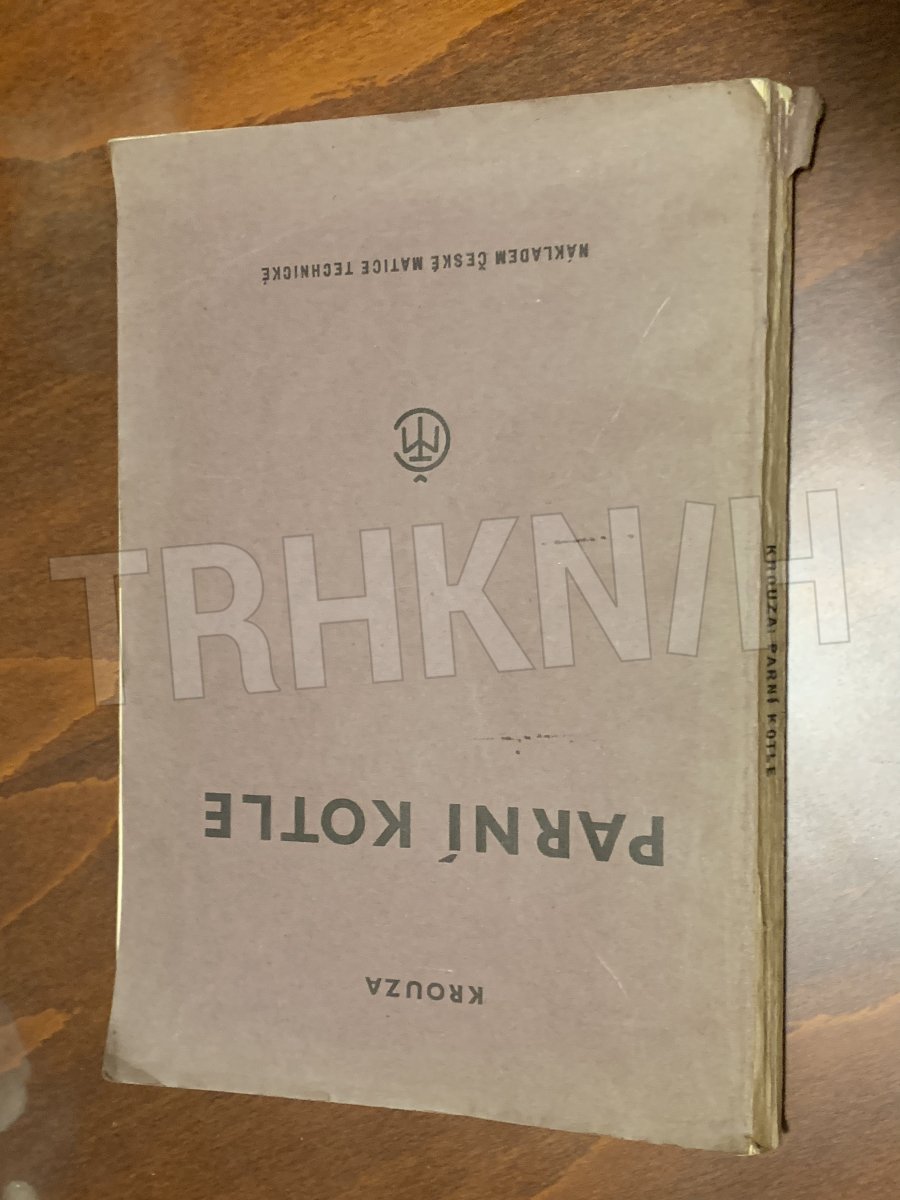 KROUZA
PARNÍ KOTLE
NÁKLADEM ČESKÉ MATICE TECHNICKÉ
KROUZA: PARNÍ KOTLE
TRHKNIH